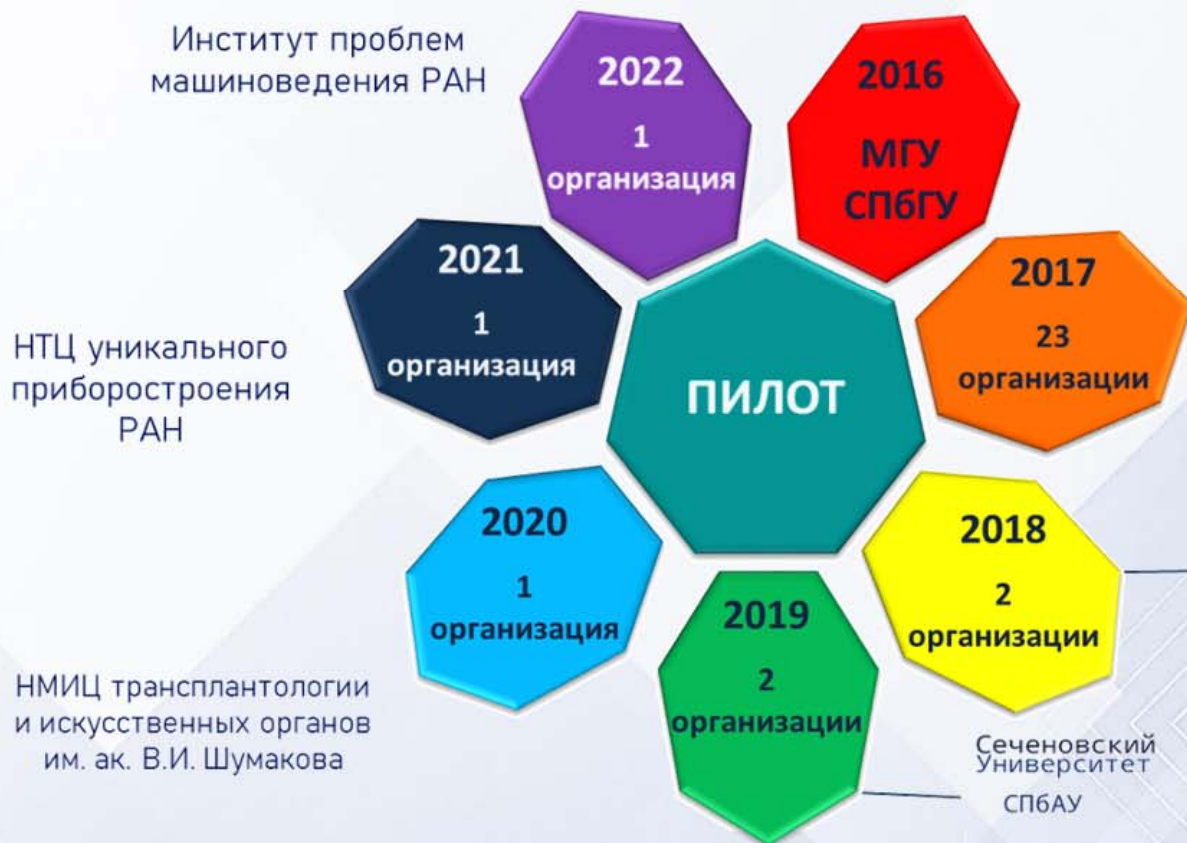 Институт проблем
машиноведения РАН
2022
1
организация
2016
МГУ
СПбГУ
2021
1
организация
2017
23
организации
НТЦ уникального
приборостроения
РАН
ПИЛОТ
2020
1
организация
2018
2
организации
2019
2
организации
НМИЦ трансплантологии
и искусственных органов
им. ак. В.И. Шумакова
Сеченовский
Университет
СПбАУ